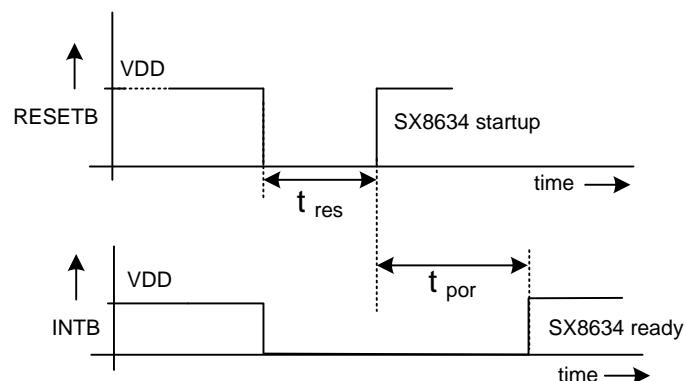 VDD
RESETB
SX8634 startup
time
t res
VDD
t por
INTB
SX8634 ready
time